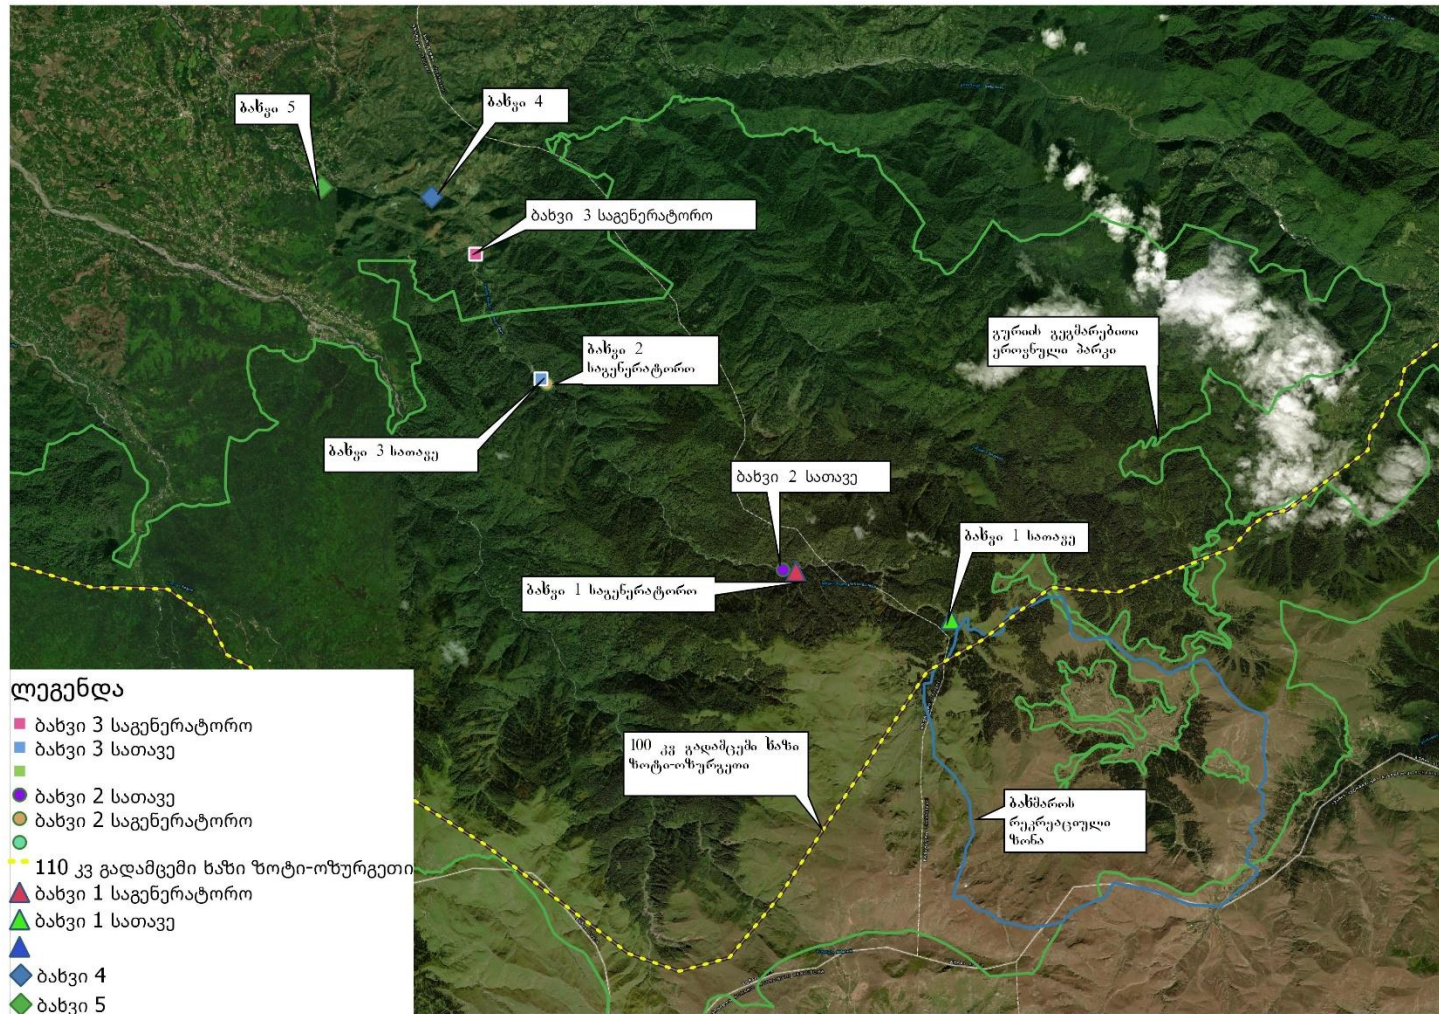 ბახვი 5
ბახვი 4
ბახვი 3 საგენერატორო
გურიის გეგმარებითი
ეროვნული პარკი
ბახვი 2
საგენერატორო
ბახვი 3 სათავე
ბახვი 2 სათავე
ბახვი 1 სათავე
ბახვი 1 საგენერატორო
100 კვ გადამცემი ხაზი
ზოტი-ოზურგეთი
ბახმაროს
რეკრეაციული
ზონა
ლეგენდა
ბახვი 3 საგენერატორო
ბახვი 3 სათავე
ბახვი 2 სათავე
ბახვი 2 საგენერატორო
110 კვ გადამცემი ხაზი ზოტი-ოზურგეთი
ბახვი 1 საგენერატორო
ბახვი 1 სათავე
ბახვი 4
ბახვი 5